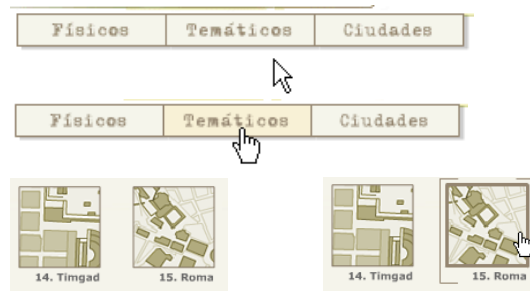 Físicos Temáticos Ciudades
Físicos Temáticos Ciudades
14. Timgad 15. Roma 14. Timgad 15. Roma